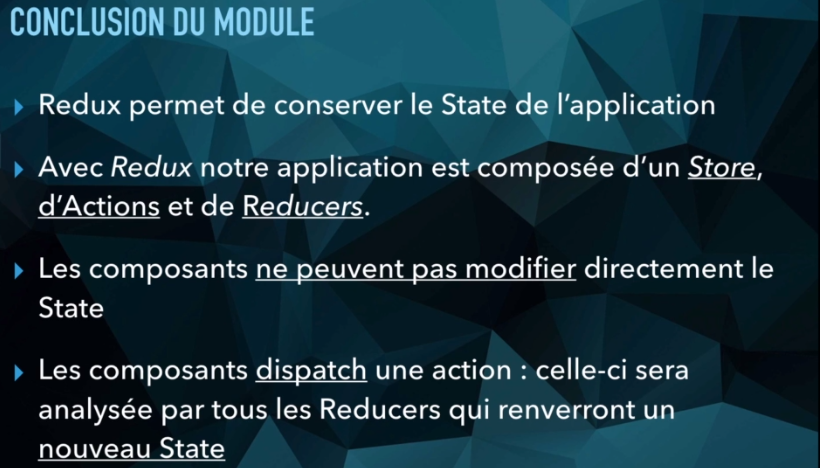 CONCLUSION DU MODULE
Redux permet de conserver le State de l'application
Avec Redux notre application est composée d'un Store,
d'Actions et de Reducers.
Les composants ne peuvent pas modifier directement le
State
Les composants dispatch une action : celle-ci sera
analysée par tous les Reducers qui renverront un
nouveau State